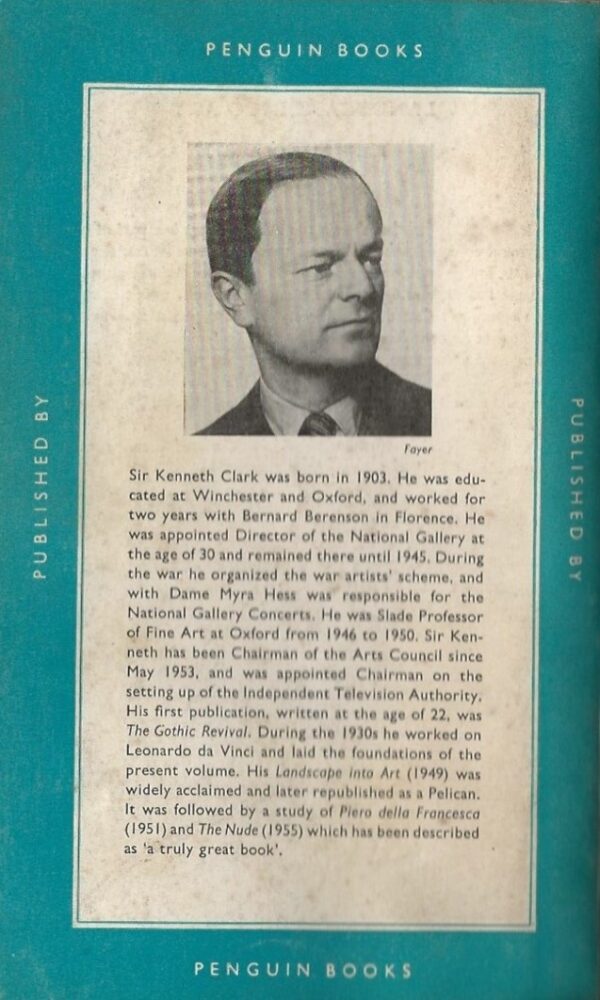 PENGUIN BOOKS
PUBLISHED BY
PUBLISHED BY
Fayer
Sir Kenneth Clark was born in 1903. He was edu-
cated at Winchester and Oxford, and worked for
two years with Bernard Berenson in Florence. He
was appointed Director of the National Gallery at
the age of 30 and remained there until 1945. During
the war he organized the war artists' scheme, and
with Dame Myra Hess was responsible for the
National Gallery Concerts. He was Slade Professor
of Fine Art at Oxford from 1946 to 1950. Sir Ken-
neth has been Chairman of the Arts Council since
May 1953, and was appointed Chairman on the
setting up of the Independent Television Authority.
His first publication, written at the age of 22, was
The Gothic Revival. During the 1930s he worked on
Leonardo da Vinci and laid the foundations of the
present volume. His Landscape into Art (1949) was
widely acclaimed and later republished as a Pelican.
It was followed by a study of Piero della Francesca
(1951) and The Nude (1955) which has been described
as 'a truly great book'.
PENGUIN BOOKS